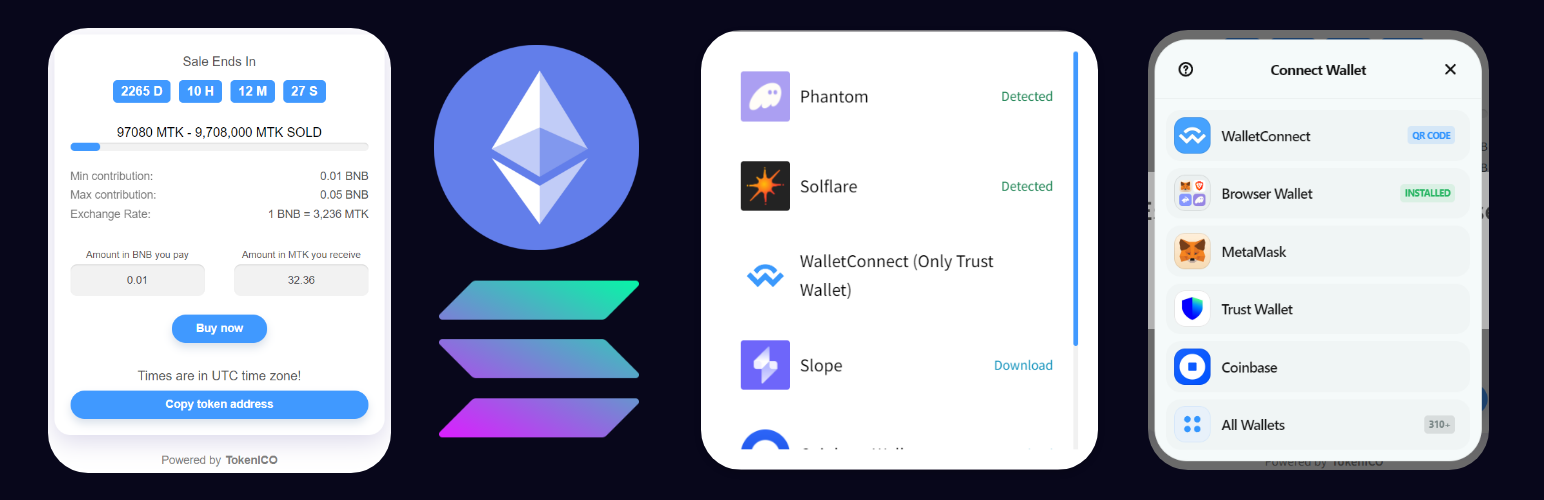 Sale Ends In
2265 D 10 H 12 M 27 S
97080 MTK - 9,708,000 MTK SOLD
Min contribution: 0.01 BNB
Max contribution: 0.05 BNB
Exchange Rate: 1 BNB = 3,236 MTK
Amount in BNB you pay Amount in MTK you receive
0.01 32.36
Buy now
Times are in UTC time zone!
Copy token address
Powered by TokenICO
Phantom Detected
Solflare Detected
WalletConnect (Only Trust
Wallet)
Slope Download
Connect Wallet
WalletConnect QR CODE
Browser Wallet INSTALLED
MetaMask
Trust Wallet
Coinbase
All Wallets 310+
Powered by TokenICO